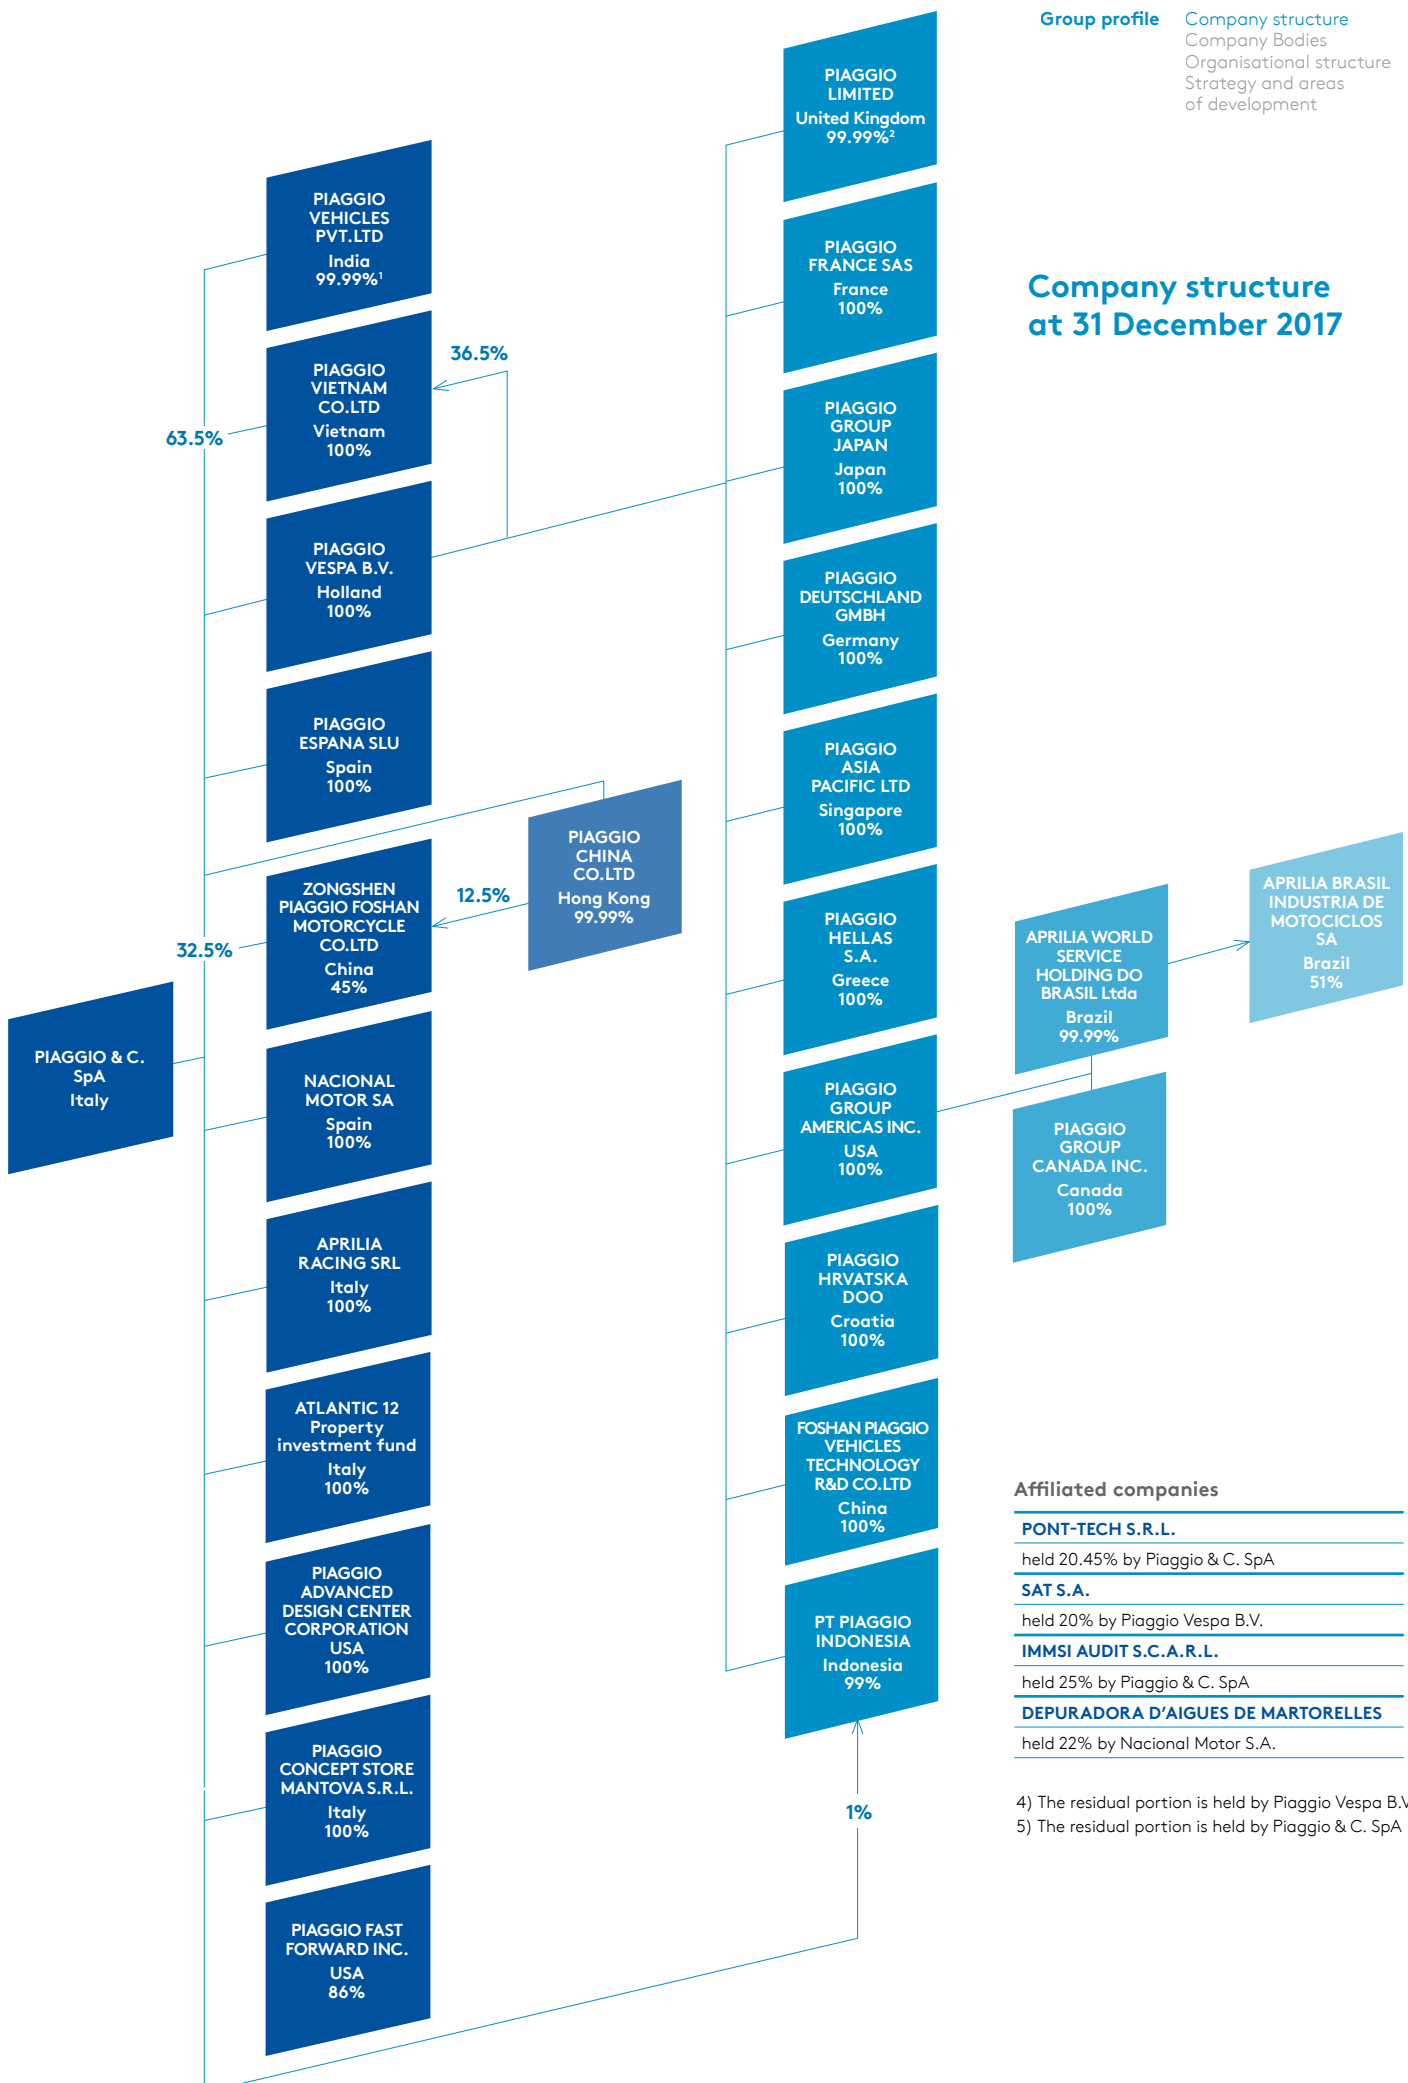 Group profile
Company structure
Company Bodies
Organisational structure
Strategy and areas
of development
Company structure
at 31 December 2017
PIAGGIO & C.
SpA
Italy
PIAGGIO
VEHICLES
PVT.LTD
India
99.99%¹
63.5%
PIAGGIO
VIETNAM
CO.LTD
Vietnam
100%
36.5%
PIAGGIO
VESPA B.V.
Holland
100%
PIAGGIO
ESPANA SLU
Spain
100%
32.5%
ZONGSHEN
PIAGGIO FOSHAN
MOTORCYCLE
CO.LTD
China
45%
12.5%
PIAGGIO
CHINA
CO.LTD
Hong Kong
99.99%
NACIONAL
MOTOR SA
Spain
100%
APRILIA
RACING SRL
Italy
100%
ATLANTIC 12
Property
investment fund
Italy
100%
PIAGGIO
ADVANCED
DESIGN CENTER
CORPORATION
USA
100%
PIAGGIO
CONCEPT STORE
MANTOVA S.R.L.
Italy
100%
PIAGGIO FAST
FORWARD INC.
USA
86%
PIAGGIO
LIMITED
United Kingdom
99.99%²
PIAGGIO
FRANCE SAS
France
100%
PIAGGIO
GROUP
JAPAN
Japan
100%
PIAGGIO
DEUTSCHLAND
GMBH
Germany
100%
PIAGGIO
ASIA
PACIFIC LTD
Singapore
100%
PIAGGIO
HELLAS
S.A.
Greece
100%
PIAGGIO
GROUP
AMERICAS INC.
USA
100%
PIAGGIO
HRVATSKA
DOO
Croatia
100%
FOSHAN PIAGGIO
VEHICLES
TECHNOLOGY
R&D CO.LTD
China
100%
PT PIAGGIO
INDONESIA
Indonesia
99%
1%
APRILIA WORLD
SERVICE
HOLDING DO
BRASIL Ltda
Brazil
99.99%
PIAGGIO
GROUP
CANADA INC.
Canada
100%
APRILIA BRASIL
INDUSTRIA DE
MOTOCICLOS
SA
Brazil
51%
Affiliated companies
PONT-TECH S.R.L.
held 20.45% by Piaggio & C. SpA
SAT S.A.
held 20% by Piaggio Vespa B.V.
IMMSI AUDIT S.C.A.R.L.
held 25% by Piaggio & C. SpA
DEPURADORA D’AIGUES DE MARTORELLES
held 22% by Nacional Motor S.A.
4) The residual portion is held by Piaggio Vespa B.V
5) The residual portion is held by Piaggio & C. SpA